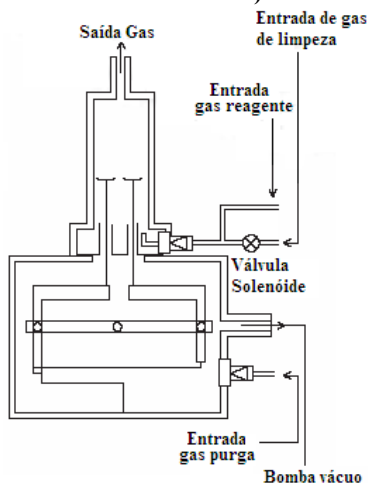 Entrada de gas
de limpeza
Saída Gas
Entrada
gas reagente
Válvula
Solenóide
Entrada
gas purga
Bomba vácuo